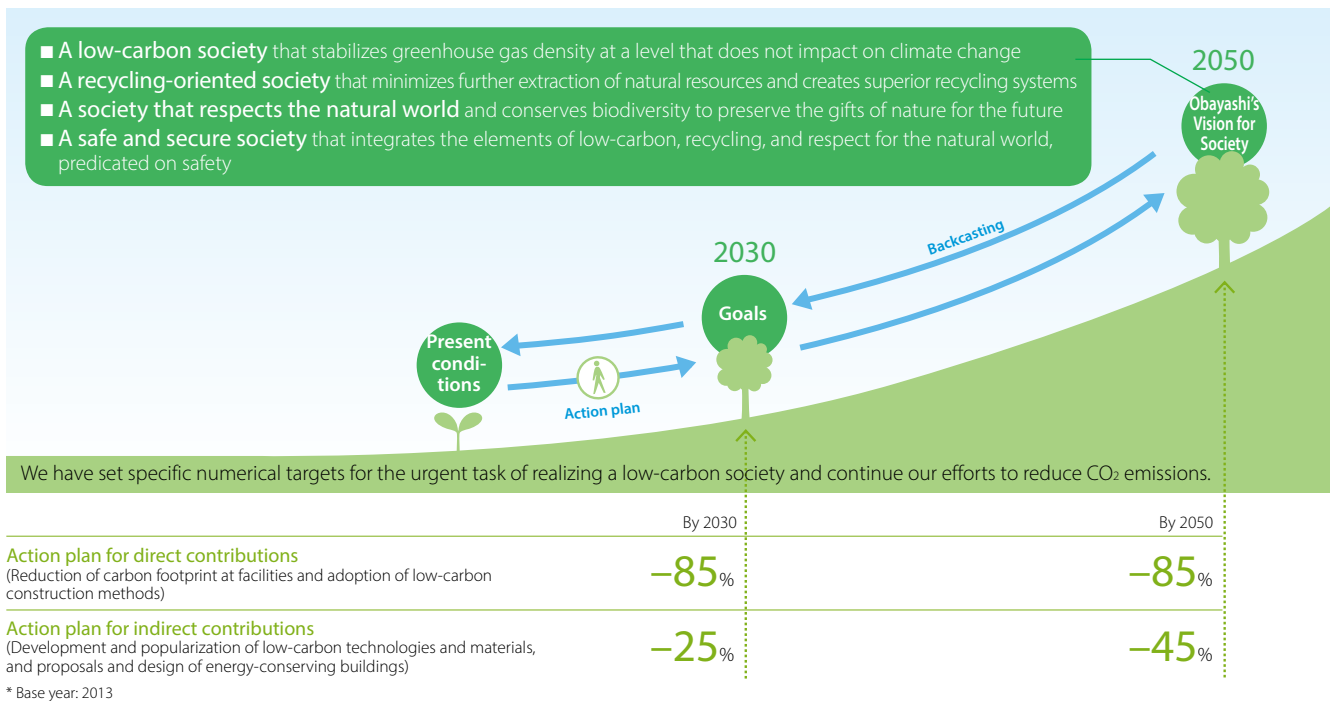 ■ A low-carbon society that stabilizes greenhouse gas density at a level that does not impact on climate change
■ A recycling-oriented society that minimizes further extraction of natural resources and creates superior recycling systems
■ A society that respects the natural world and conserves biodiversity to preserve the gifts of nature for the future
■ A safe and secure society that integrates the elements of low-carbon, recycling, and respect for the natural world,
predicated on safety
2050
Obayashi's
Vision for
Society
Backcasting
2030
Goals
Present
condi-
tions
Action plan
We have set specific numerical targets for the urgent task of realizing a low-carbon society and continue our efforts to reduce CO₂ emissions.
By 2030
By 2050
Action plan for direct contributions
(Reduction of carbon footprint at facilities and adoption of low-carbon
construction methods)
–85%
–85%
Action plan for indirect contributions
(Development and popularization of low-carbon technologies and materials,
and proposals and design of energy-conserving buildings)
–25%
–45%
* Base year: 2013